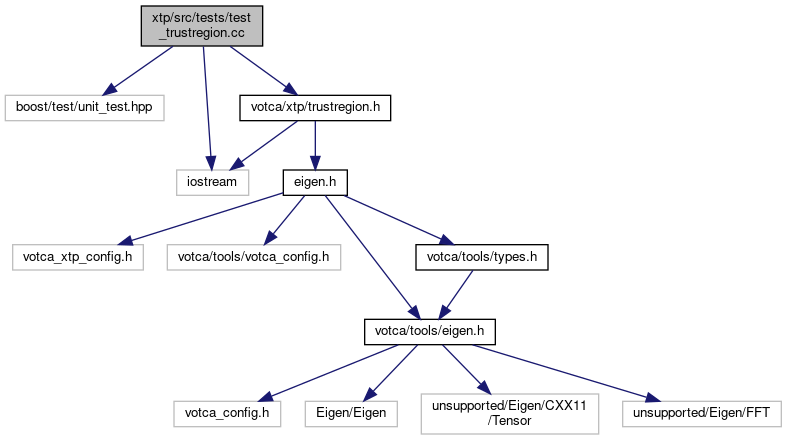 xtp/src/tests/test
_trustregion.cc
boost/test/unit_test.hpp
votca/xtp/trustregion.h
iostream
eigen.h
votca_xtp_config.h
votca/tools/votca_config.h
votca/tools/types.h
votca/tools/eigen.h
votca_config.h
Eigen/Eigen
unsupported/Eigen/CXX11
/Tensor
unsupported/Eigen/FFT